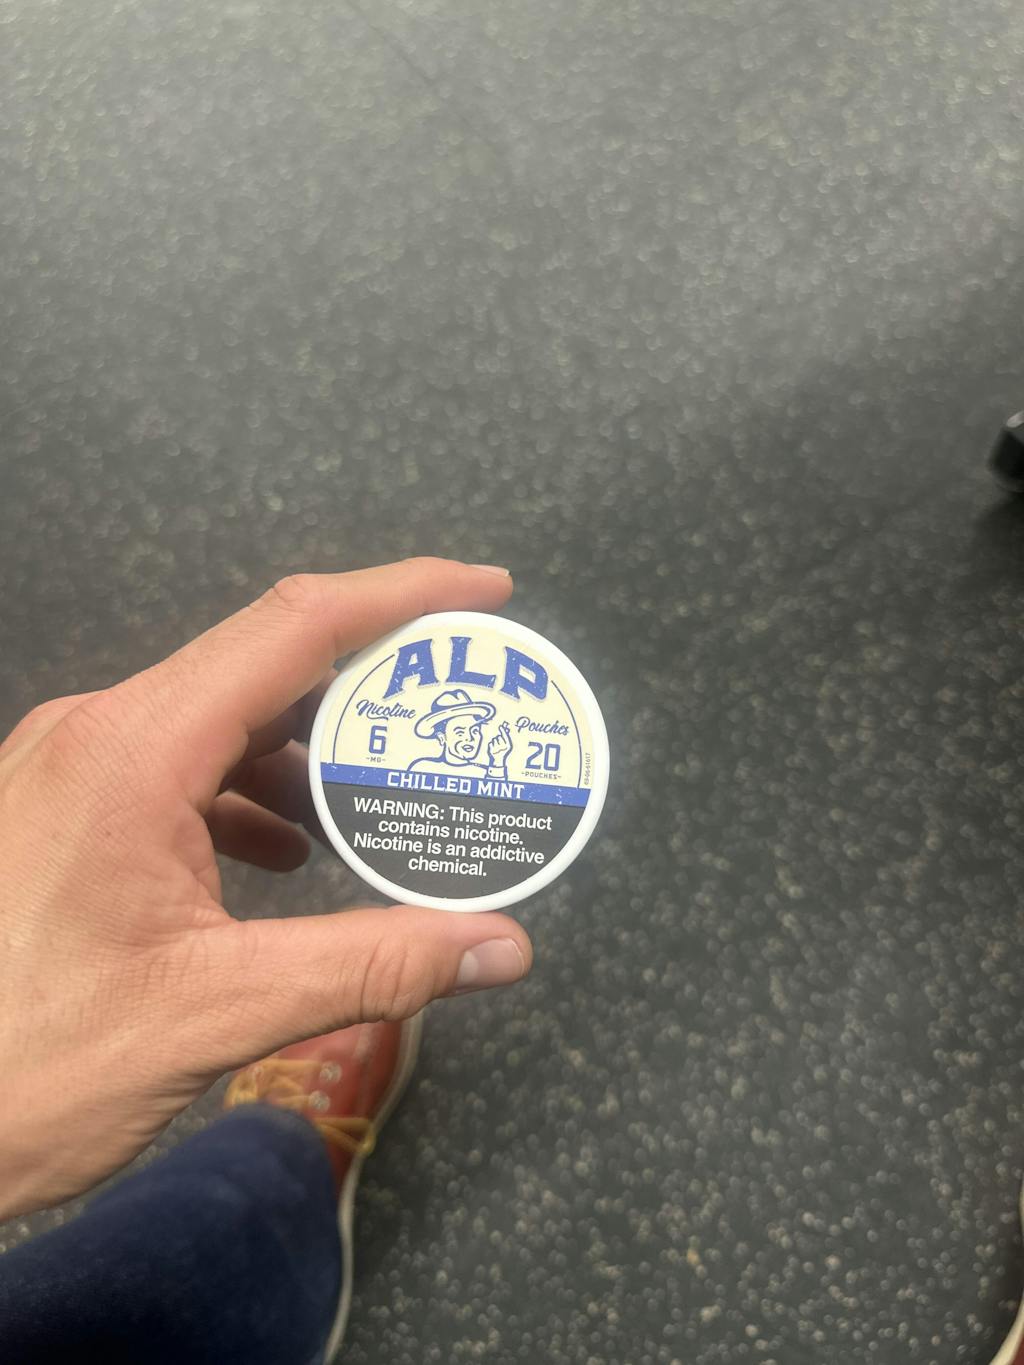 ALP
Nicotine Pouches
6 20
-MG- -POUCHES-
CHILLED MINT
WARNING: This product
contains nicotine.
Nicotine is an addictive
chemical.